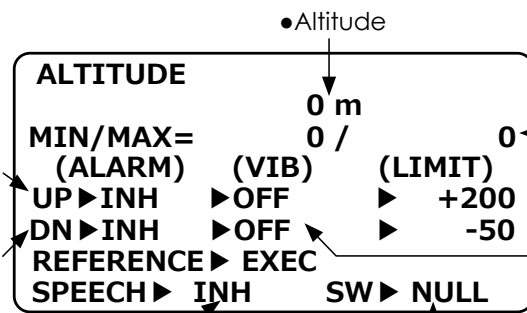 ●Altitude
ALTITUDE
0 m
MIN/MAX= 0 / 0
(ALARM) (VIB) (LIMIT)
UP▶INH ▶OFF ▶ +200
DN▶INH ▶OFF ▶ -50
REFERENCE▶ EXEC
SPEECH▶ INH SW▶ NULL